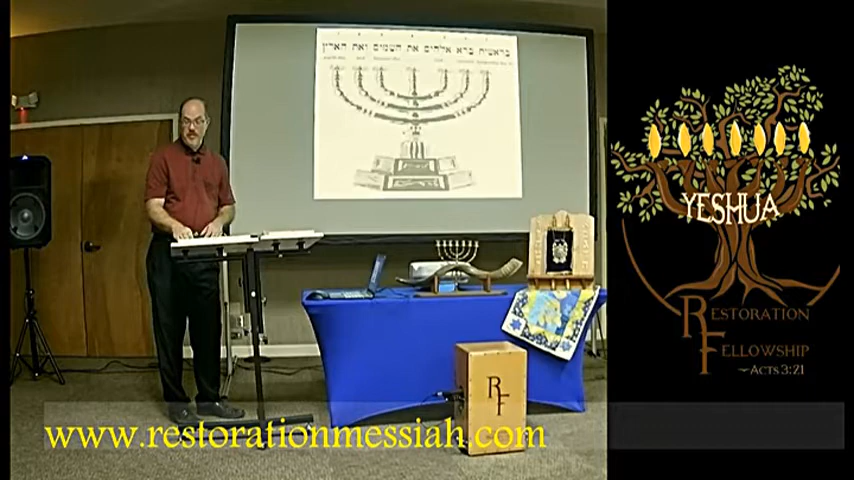 בראשית ברא אלהים את השמים ואת הארץ
YESHUA
RESTORATION
FELLOWSHIP
~ACTS 3:21
RF
www.restorationmessiah.com